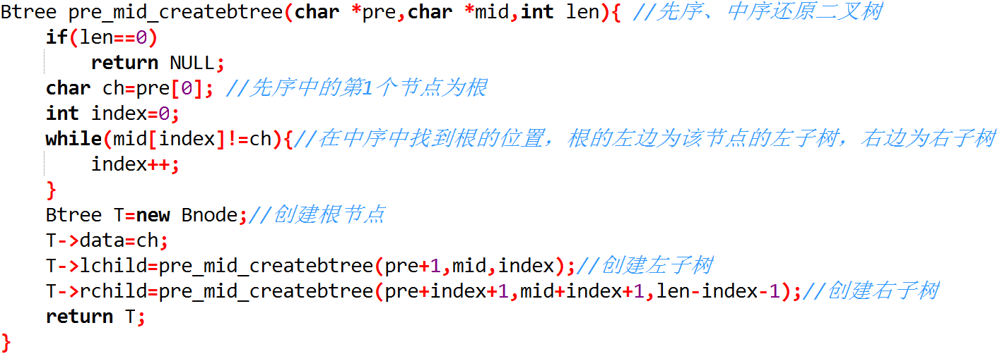 Btree pre_mid_createbtree(char *pre,char *mid,int len){ //先序、中序还原二叉树
    if(len==0)
        return NULL;
    char ch=pre[0]; //先序中的第1个节点为根
    int index=0;
    while(mid[index]!=ch){//在中序中找到根的位置，根的左边为该节点的左子树，右边为右子树
        index++;
    }
    Btree T=new Bnode;//创建根节点
    T->data=ch;
    T->lchild=pre_mid_createbtree(pre+1,mid,index);//创建左子树
    T->rchild=pre_mid_createbtree(pre+index+1,mid+index+1,len-index-1);//创建右子树
    return T;
}